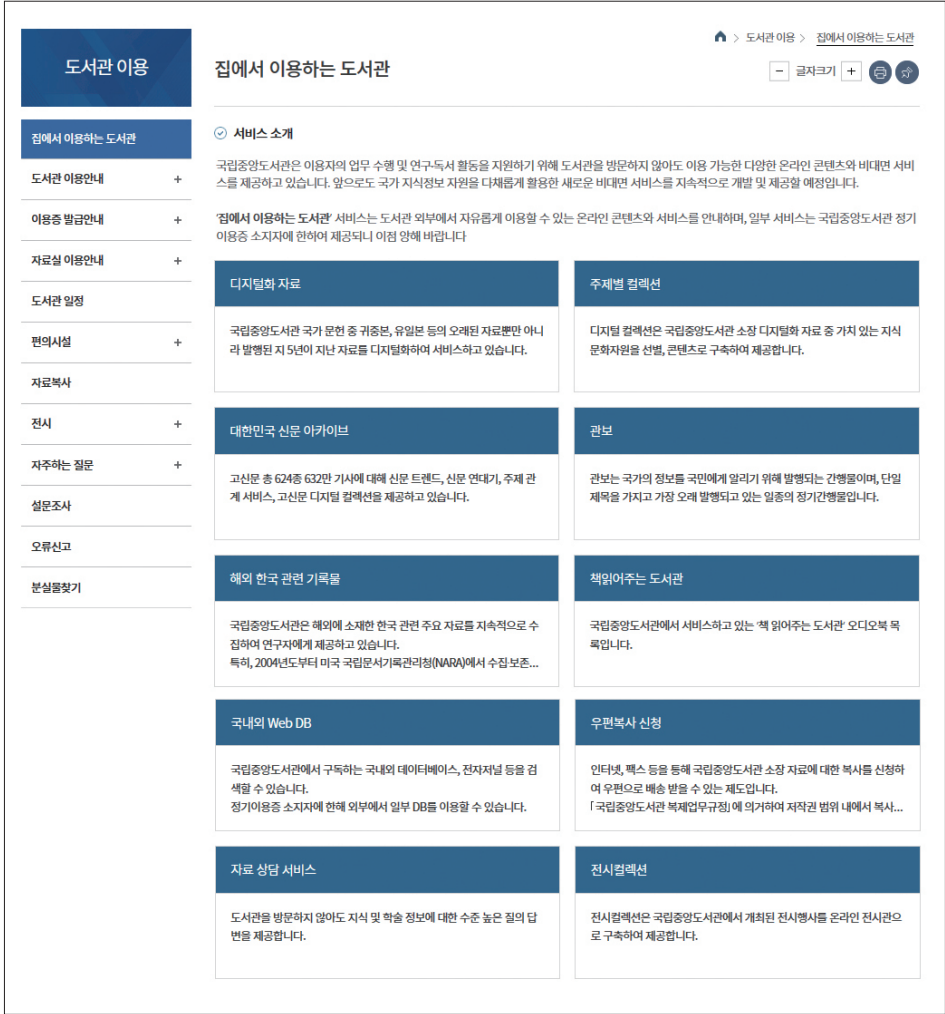 도서관 이용 > 집에서 이용하는 도서관
도서관 이용
집에서 이용하는 도서관
- 글자크기 +
집에서 이용하는 도서관
도서관 이용안내 +
이용증 발급안내 +
자료실 이용안내 +
도서관 일정
편의시설 +
자료복사
전시 +
자주하는 질문 +
설문조사
오류신고
분실물찾기
서비스 소개
국립중앙도서관은 이용자의 업무 수행 및 연구·독서 활동을 지원하기 위해 도서관을 방문하지 않아도 이용 가능한 다양한 온라인 콘텐츠와 비대면 서비
스를 제공하고 있습니다. 앞으로도 국가 지식정보 자원을 다채롭게 활용한 새로운 비대면 서비스를 지속적으로 개발 및 제공할 예정입니다.
'집에서 이용하는 도서관' 서비스는 도서관 외부에서 자유롭게 이용할 수 있는 온라인 콘텐츠와 서비스를 안내하며, 일부 서비스는 국립중앙도서관 정기
이용증 소지자에 한하여 제공되니 이점 양해 바랍니다
디지털화 자료
국립중앙도서관 국가 문헌 중 귀중본, 유일본 등의 오래된 자료뿐만 아니
라 발행된 지 5년이 지난 자료를 디지털화하여 서비스하고 있습니다.
주제별 컬렉션
디지털 컬렉션은 국립중앙도서관 소장 디지털화 자료 중 가치 있는 지식
문화자원을 선별, 콘텐츠로 구축하여 제공합니다.
대한민국 신문 아카이브
고신문 총 624종 632만 기사에 대해 신문 트렌드, 신문 연대기, 주제 관
계 서비스, 고신문 디지털 컬렉션을 제공하고 있습니다.
관보
관보는 국가의 정보를 국민에게 알리기 위해 발행되는 간행물이며, 단일
제목을 가지고 가장 오래 발행되고 있는 일종의 정기간행물입니다.
해외 한국 관련 기록물
국립중앙도서관은 해외에 소재한 한국 관련 주요 자료를 지속적으로 수
집하여 연구자에게 제공하고 있습니다.
특히, 2004년도부터 미국 국립문서기록관리청(NARA)에서 수집·보존...
책읽어주는 도서관
국립중앙도서관에서 서비스하고 있는 '책 읽어주는 도서관' 오디오북 목
록입니다.
국내외 Web DB
국립중앙도서관에서 구독하는 국내외 데이터베이스, 전자저널 등을 검
색할 수 있습니다.
정기이용증 소지자에 한해 외부에서 일부 DB를 이용할 수 있습니다.
우편복사 신청
인터넷, 팩스 등을 통해 국립중앙도서관 소장 자료에 대한 복사를 신청하
여 우편으로 배송 받을 수 있는 제도입니다.
「국립중앙도서관 복제업무규정」에 의거하여 저작권 범위 내에서 복사...
자료 상담 서비스
도서관을 방문하지 않아도 지식 및 학술 정보에 대한 수준 높은 질의 답
변을 제공합니다.
전시컬렉션
전시컬렉션은 국립중앙도서관에서 개최된 전시행사를 온라인 전시관으
로 구축하여 제공합니다.